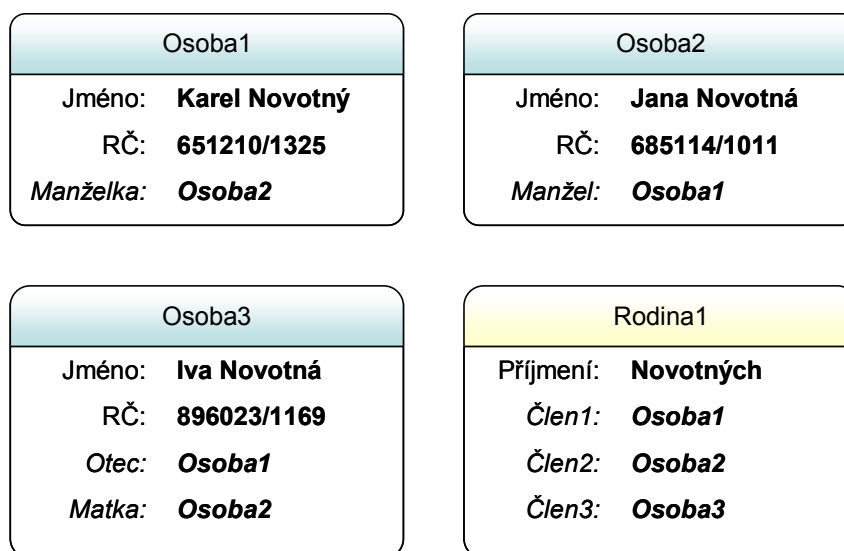 Osoba1
Jméno: Karel Novotný
RČ: 651210/1325
Manželka: Osoba2
Osoba2
Jméno: Jana Novotná
RČ: 685114/1011
Manžel: Osoba1
Osoba3
Jméno: Iva Novotná
RČ: 896023/1169
Otec: Osoba1
Matka: Osoba2
Rodina1
Příjmení: Novotných
Člen1: Osoba1
Člen2: Osoba2
Člen3: Osoba3